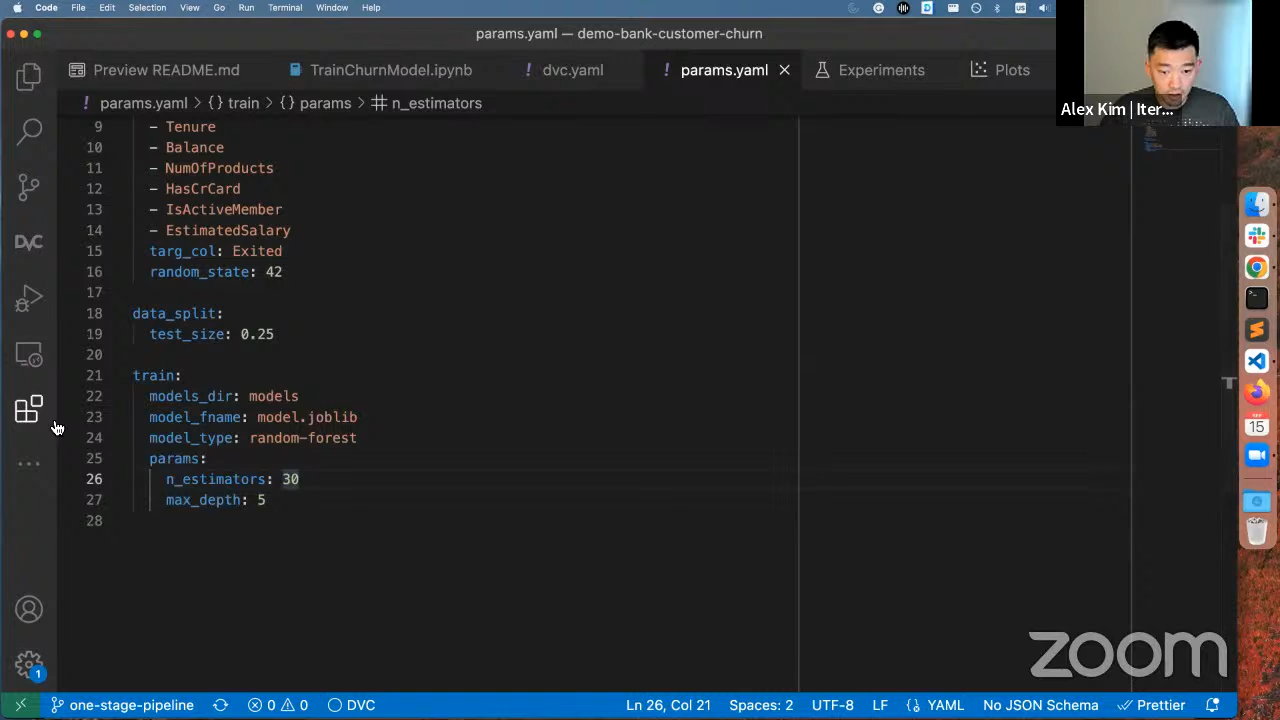 Code File Edit Selection View Go Run Terminal Window Help
params.yaml — demo-bank-customer-churn
Preview README.md
TrainChurnModel.ipynb
! dvc.yaml
! params.yaml
Experiments
Plots
Alex Kim | Iter...
! params.yaml > {} train > {} params > # n_estimators
9 - Tenure
10 - Balance
11 - NumOfProducts
12 - HasCrCard
13 - IsActiveMember
14 - EstimatedSalary
15 targ_col: Exited
16 random_state: 42
17
18 data_split:
19 test_size: 0.25
20
21 train:
22 models_dir: models
23 model_fname: model.joblib
24 model_type: random-forest
25 params:
26 n_estimators: 30
27 max_depth: 5
28
DVC
15
1
zoom
one-stage-pipeline
0 0
DVC
Ln 26, Col 21 Spaces: 2 UTF-8 LF {} YAML No JSON Schema Prettier